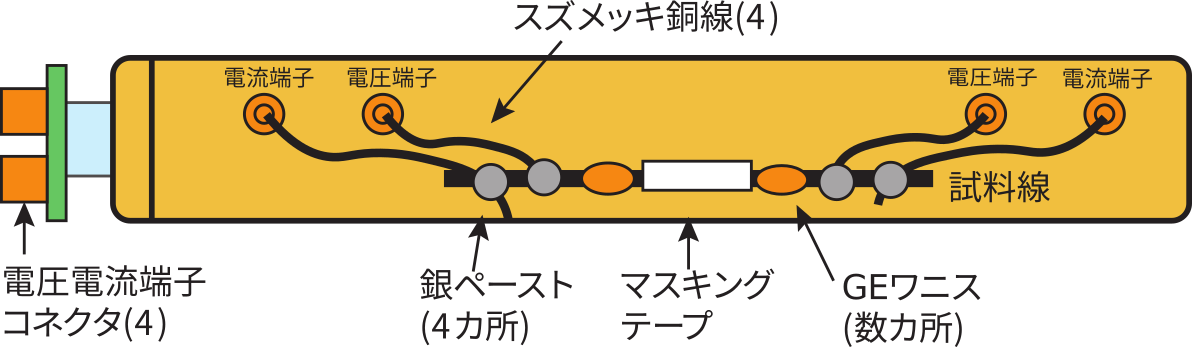 スズメッキ銅線(4)
電流端子
電圧端子
電圧端子
電流端子
試料線
電圧電流端子
コネクタ(4)
銀ペースト
(4カ所)
マスキング
テープ
GEワニス
(数カ所)